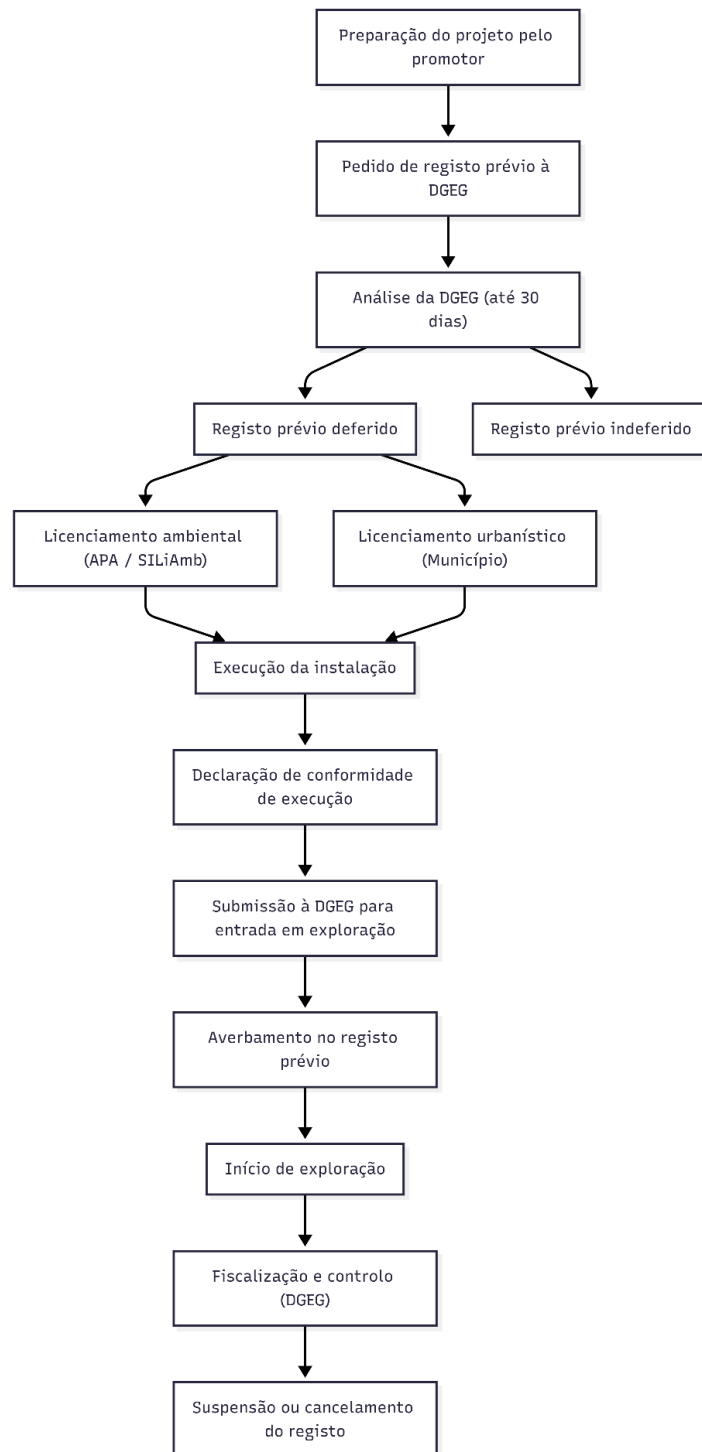 Preparação do projeto pelo
promotor
Pedido de registo prévio à
DGEG
Análise da DGEG (até 30
dias)
Registo prévio deferido
Registo prévio indeferido
Licenciamento ambiental
(APA / SILiAmb)
Licenciamento urbanístico
(Município)
Execução da instalação
Declaração de conformidade
de execução
Submissão à DGEG para
entrada em exploração
Averbamento no registo
prévio
Início de exploração
Fiscalização e controlo
(DGEG)
Suspensão ou cancelamento
do registo